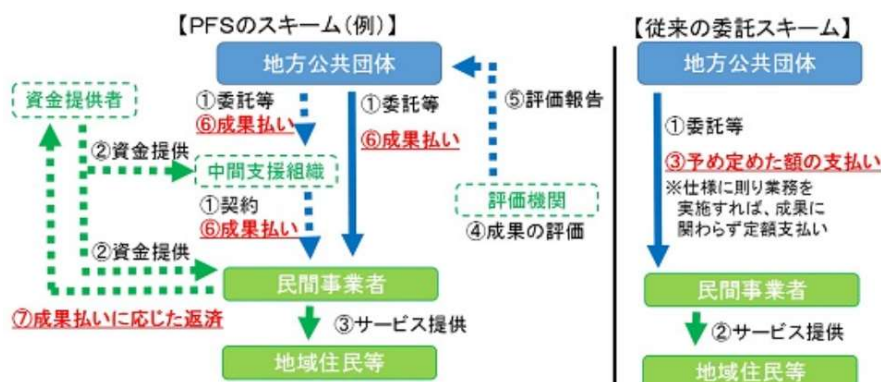 【PFSのスキーム(例)】
地方公共団体
資金提供者
①委託等
⑥成果払い
①委託等
⑥成果払い
⑤評価報告
②資金提供
中間支援組織
①契約
⑥成果払い
評価機関
④成果の評価
②資金提供
民間事業者
⑦成果払いに応じた返済
③サービス提供
地域住民等
【従来の委託スキーム】
地方公共団体
①委託等
③予め定めた額の支払い
※仕様に則り業務を
実施すれば、成果に
関わらず定額支払い
民間事業者
②サービス提供
地域住民等